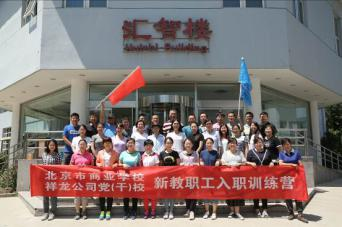 汇智楼
Huizhi Building
北京市商业学校
祥龙公司党(干)校
新教职工入职训练营